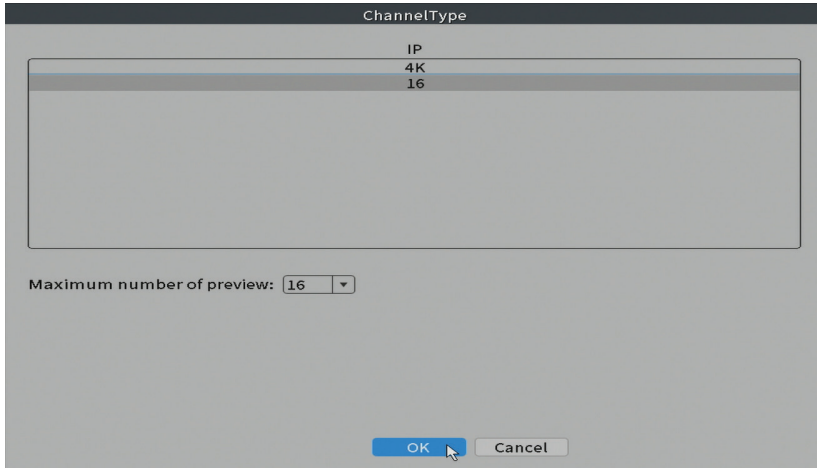 ChannelType
IP
4K
16
Maximum number of preview: 16
OK Cancel